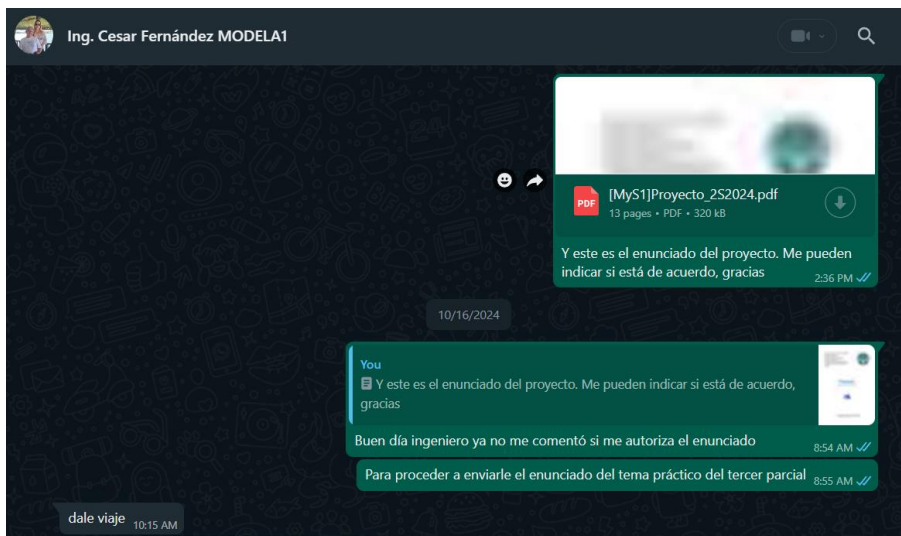 Ing. Cesar Fernández MODELA1
PDF
[MyS1]Proyecto_2S2024.pdf
13 pages • PDF • 320 kB
Y este es el enunciado del proyecto. Me pueden
indicar si está de acuerdo, gracias
2:36 PM
10/16/2024
You
Y este es el enunciado del proyecto. Me pueden indicar si está de acuerdo,
gracias
Buen día ingeniero ya no me comentó si me autoriza el enunciado
8:54 AM
Para proceder a enviarle el enunciado del tema práctico del tercer parcial
8:55 AM
dale viaje
10:15 AM